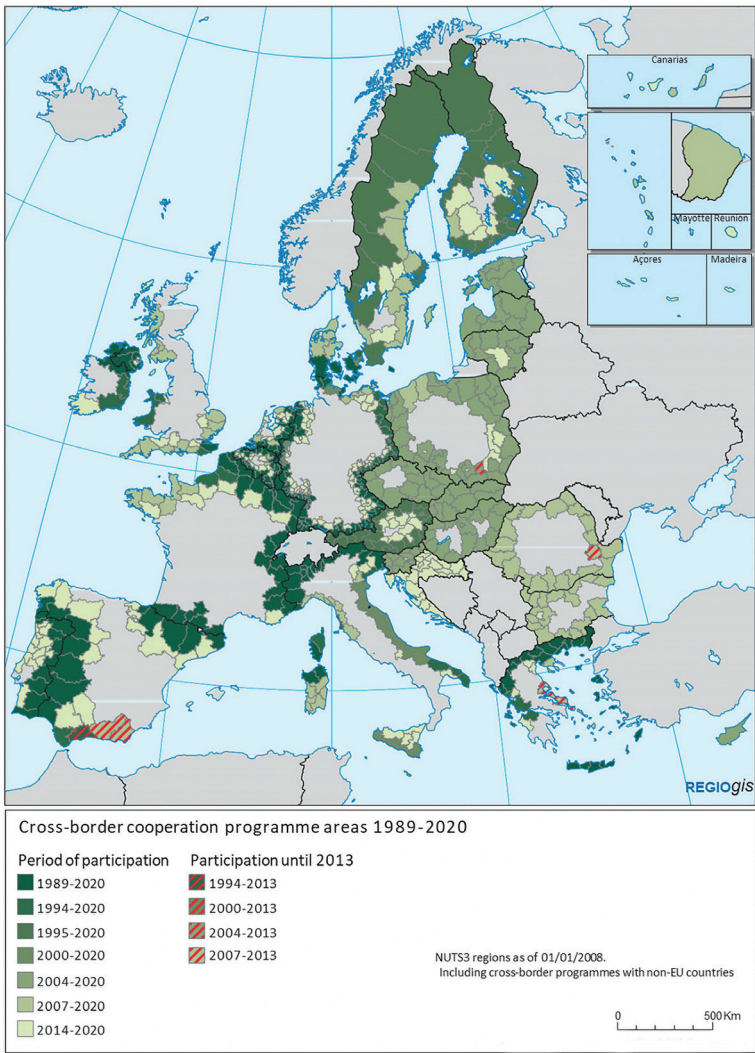 Canarias
Mayotte
Reunion
Açores
Madeira
REGIOgis
Cross-border cooperation programme areas 1989-2020
Period of participation
1989-2020
1994-2020
1995-2020
2000-2020
2004-2020
2007-2020
2014-2020
Participation until 2013
1994-2013
2000-2013
2004-2013
2007-2013
NUTS3 regions as of 01/01/2008.
Including cross-border programmes with non-EU countries
0 500 Km